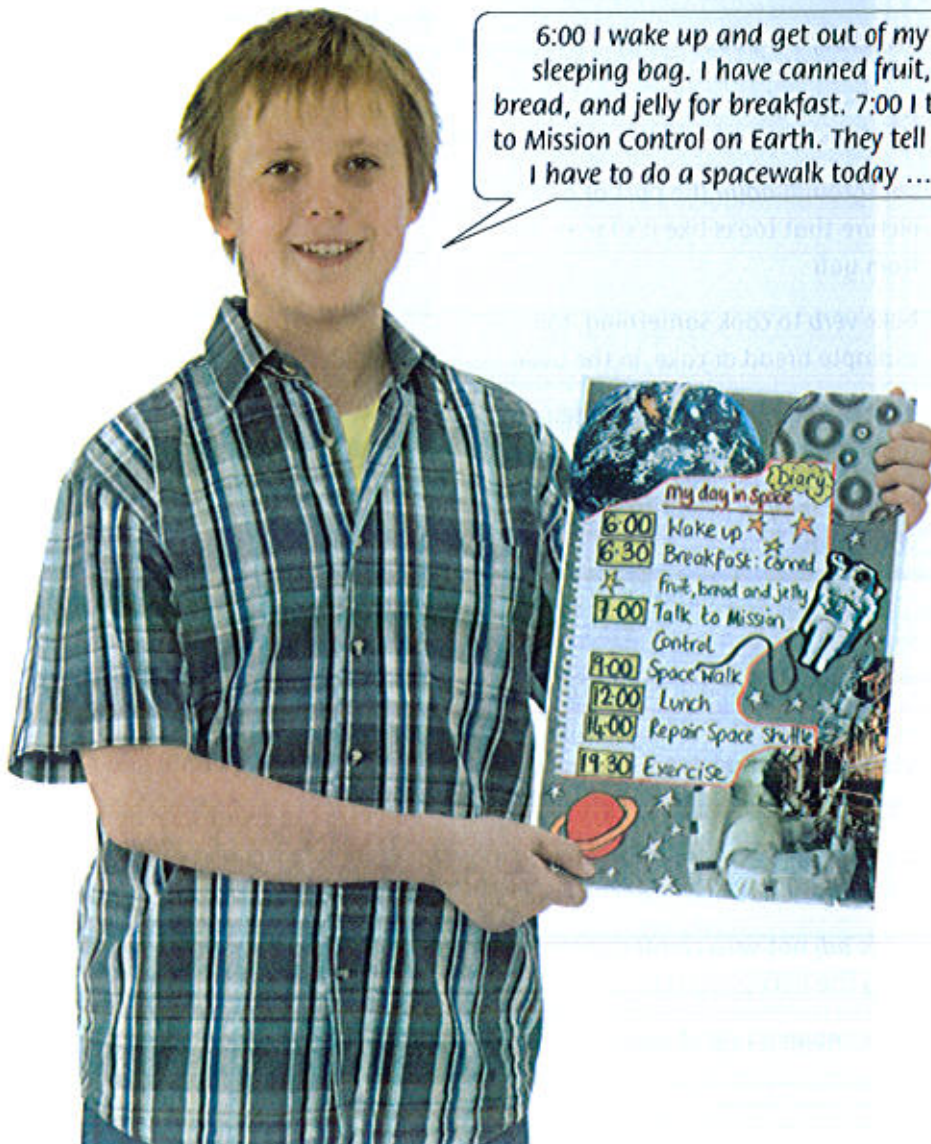 6:00 I wake up and get out of my
sleeping bag. I have canned fruit,
bread, and jelly for breakfast. 7:00 I t
to Mission Control on Earth. They tell
I have to do a spacewalk today ...
Diary
My day in Space
6:00 Wake up
6:30 Breakfast: canned
fruit, bread and jelly
7:00 Talk to Mission
Control
9:00 Space Walk
12:00 Lunch
14:00 Repair Space Shuttle
19:30 Exercise